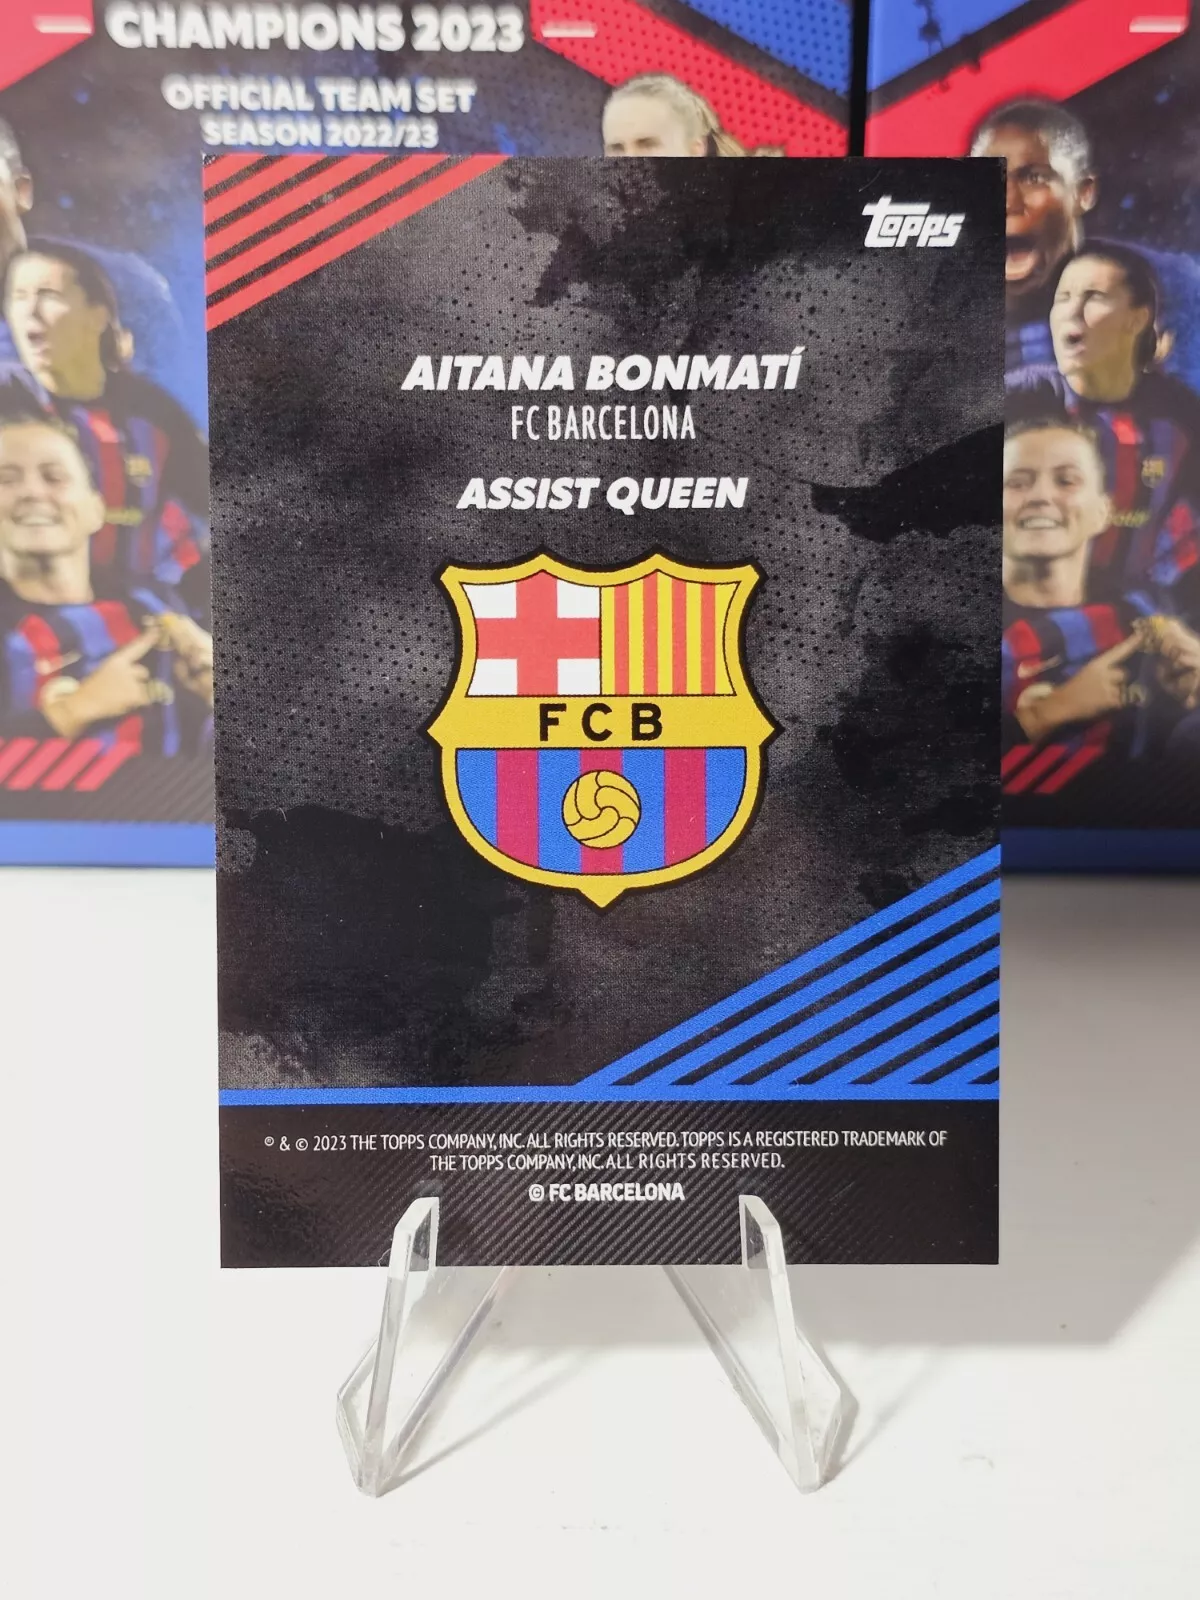 CHAMPIONS 2023
OFFICIAL TEAM SET
SEASON 2022/23
Topps
AITANA BONMATÍ
FC BARCELONA
ASSIST QUEEN
FCB
® & © 2023 THE TOPPS COMPANY, INC. ALL RIGHTS RESERVED. TOPPS IS A REGISTERED TRADEMARK OF
THE TOPPS COMPANY, INC. ALL RIGHTS RESERVED.
© FC BARCELONA